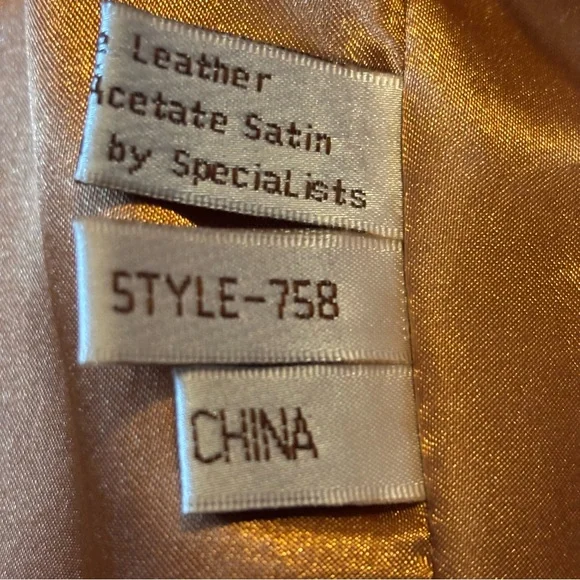 Leather
Acetate Satin
by SpeciaLists
STYLE-758
CHINA